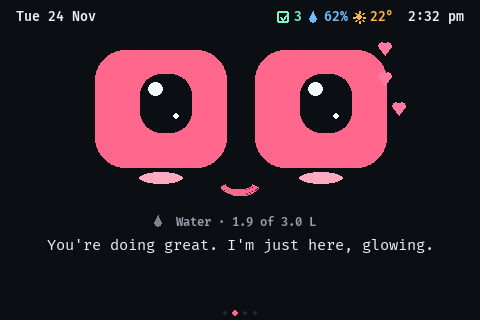 Tue 24 Nov 3 62% 22° 2:32 pm
Water · 1.9 of 3.0 L
You're doing great. I'm just here, glowing.